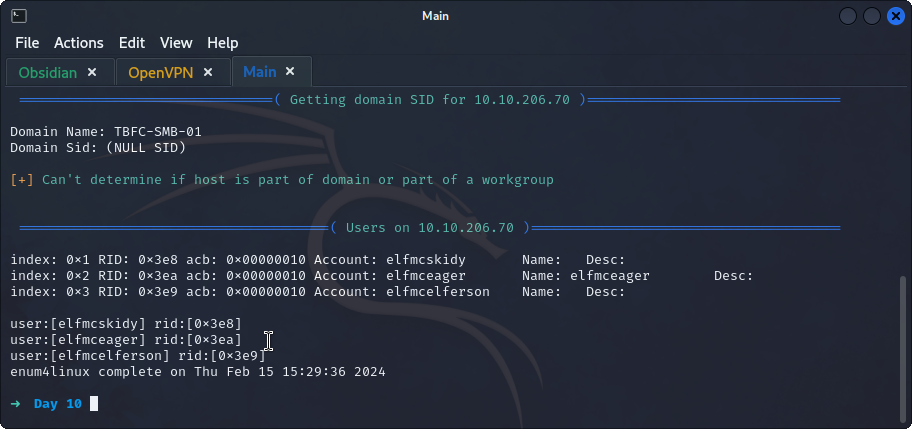 Main
File Actions Edit View Help
Obsidian × OpenVPN × Main ×
( Getting domain SID for 10.10.206.70 )
Domain Name: TBFC-SMB-01
Domain Sid: (NULL SID)
[+] Can't determine if host is part of domain or part of a workgroup
( Users on 10.10.206.70 )
index: 0×1 RID: 0×3e8 acb: 0×00000010 Account: elfmcskidy Name: Desc:
index: 0×2 RID: 0×3ea acb: 0×00000010 Account: elfmceager Name: elfmceager Desc:
index: 0×3 RID: 0×3e9 acb: 0×00000010 Account: elfmcelferson Name: Desc:
user:[elfmcskidy] rid:[0×3e8]
user:[elfmceager] rid:[0×3ea]
user:[elfmcelferson] rid:[0×3e9]
enum4linux complete on Thu Feb 15 15:29:36 2024
→ Day 10